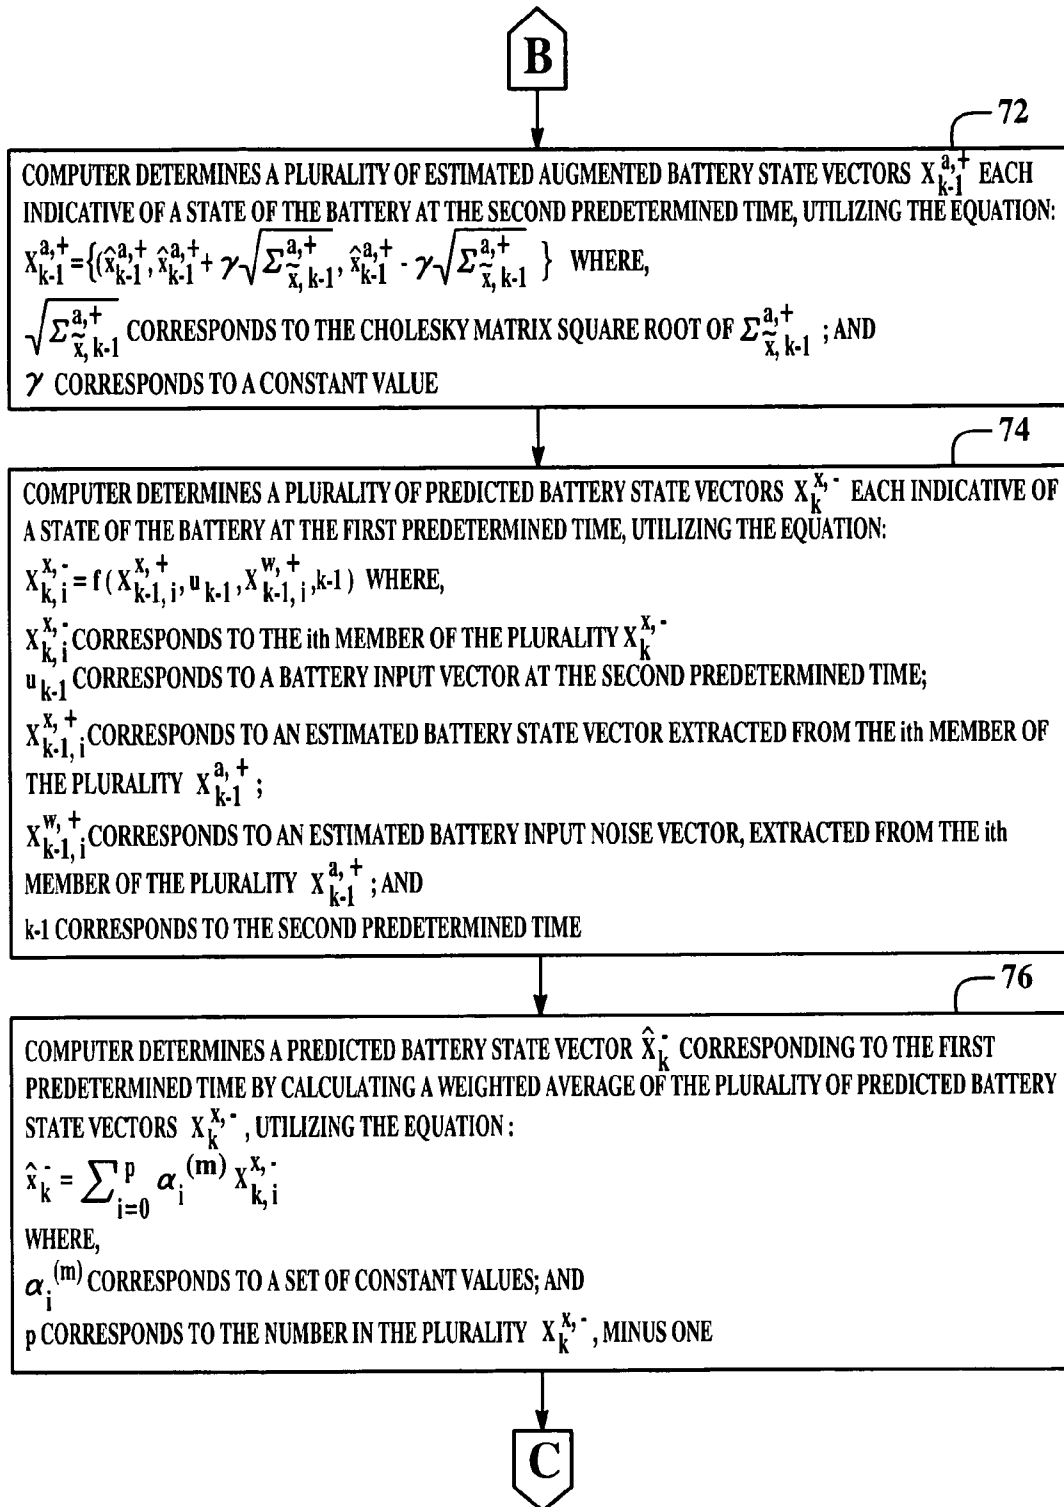 B
72
COMPUTER DETERMINES A PLURALITY OF ESTIMATED AUGMENTED BATTERY STATE VECTORS X_{k-1}^{a,+} EACH
INDICATIVE OF A STATE OF THE BATTERY AT THE SECOND PREDETERMINED TIME, UTILIZING THE EQUATION:
X_{k-1}^{a,+}={(x̂_{k-1}^{a,+}, x̂_{k-1}^{a,+}+ γ√Σ_{x̃, k-1}^{a,+}, x̂_{k-1}^{a,+} - γ√Σ_{x̃, k-1}^{a,+} } WHERE,
√Σ_{x̃, k-1}^{a,+} CORRESPONDS TO THE CHOLESKY MATRIX SQUARE ROOT OF Σ_{x̃, k-1}^{a,+} ; AND
γ CORRESPONDS TO A CONSTANT VALUE
74
COMPUTER DETERMINES A PLURALITY OF PREDICTED BATTERY STATE VECTORS X_k^{x,-} EACH INDICATIVE OF
A STATE OF THE BATTERY AT THE FIRST PREDETERMINED TIME, UTILIZING THE EQUATION:
X_{k, i}^{x,-}= f ( X_{k-1, i}^{x,+}, u_{k-1}, X_{k-1, i}^{w,+}, k-1 ) WHERE,
X_{k, i}^{x,-} CORRESPONDS TO THE ith MEMBER OF THE PLURALITY X_k^{x,-}
u_{k-1} CORRESPONDS TO A BATTERY INPUT VECTOR AT THE SECOND PREDETERMINED TIME;
X_{k-1, i}^{x,+} CORRESPONDS TO AN ESTIMATED BATTERY STATE VECTOR EXTRACTED FROM THE ith MEMBER OF
THE PLURALITY X_{k-1}^{a,+} ;
X_{k-1, i}^{w,+} CORRESPONDS TO AN ESTIMATED BATTERY INPUT NOISE VECTOR, EXTRACTED FROM THE ith
MEMBER OF THE PLURALITY X_{k-1}^{a,+} ; AND
k-1 CORRESPONDS TO THE SECOND PREDETERMINED TIME
76
COMPUTER DETERMINES A PREDICTED BATTERY STATE VECTOR x̂_k^- CORRESPONDING TO THE FIRST
PREDETERMINED TIME BY CALCULATING A WEIGHTED AVERAGE OF THE PLURALITY OF PREDICTED BATTERY
STATE VECTORS X_k^{x,-} , UTILIZING THE EQUATION :
x̂_k^- = Σ_{i=0}^p α_i^{(m)} X_{k, i}^{x,-}
WHERE,
α_i^{(m)} CORRESPONDS TO A SET OF CONSTANT VALUES; AND
p CORRESPONDS TO THE NUMBER IN THE PLURALITY X_k^{x,-} , MINUS ONE
C